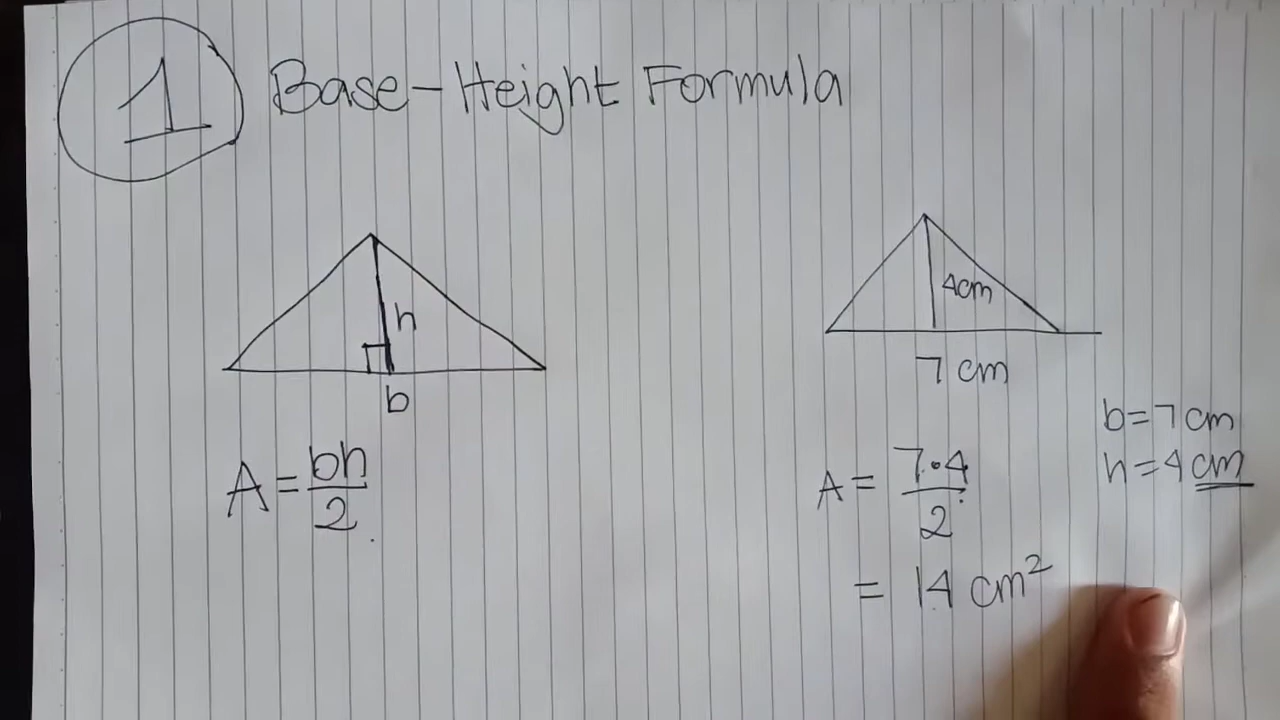 1 Base-Height Formula
h
b
A = bh/2
4cm
7 cm
b = 7 cm
h = 4 cm
A = 7·4/2
= 14 cm²